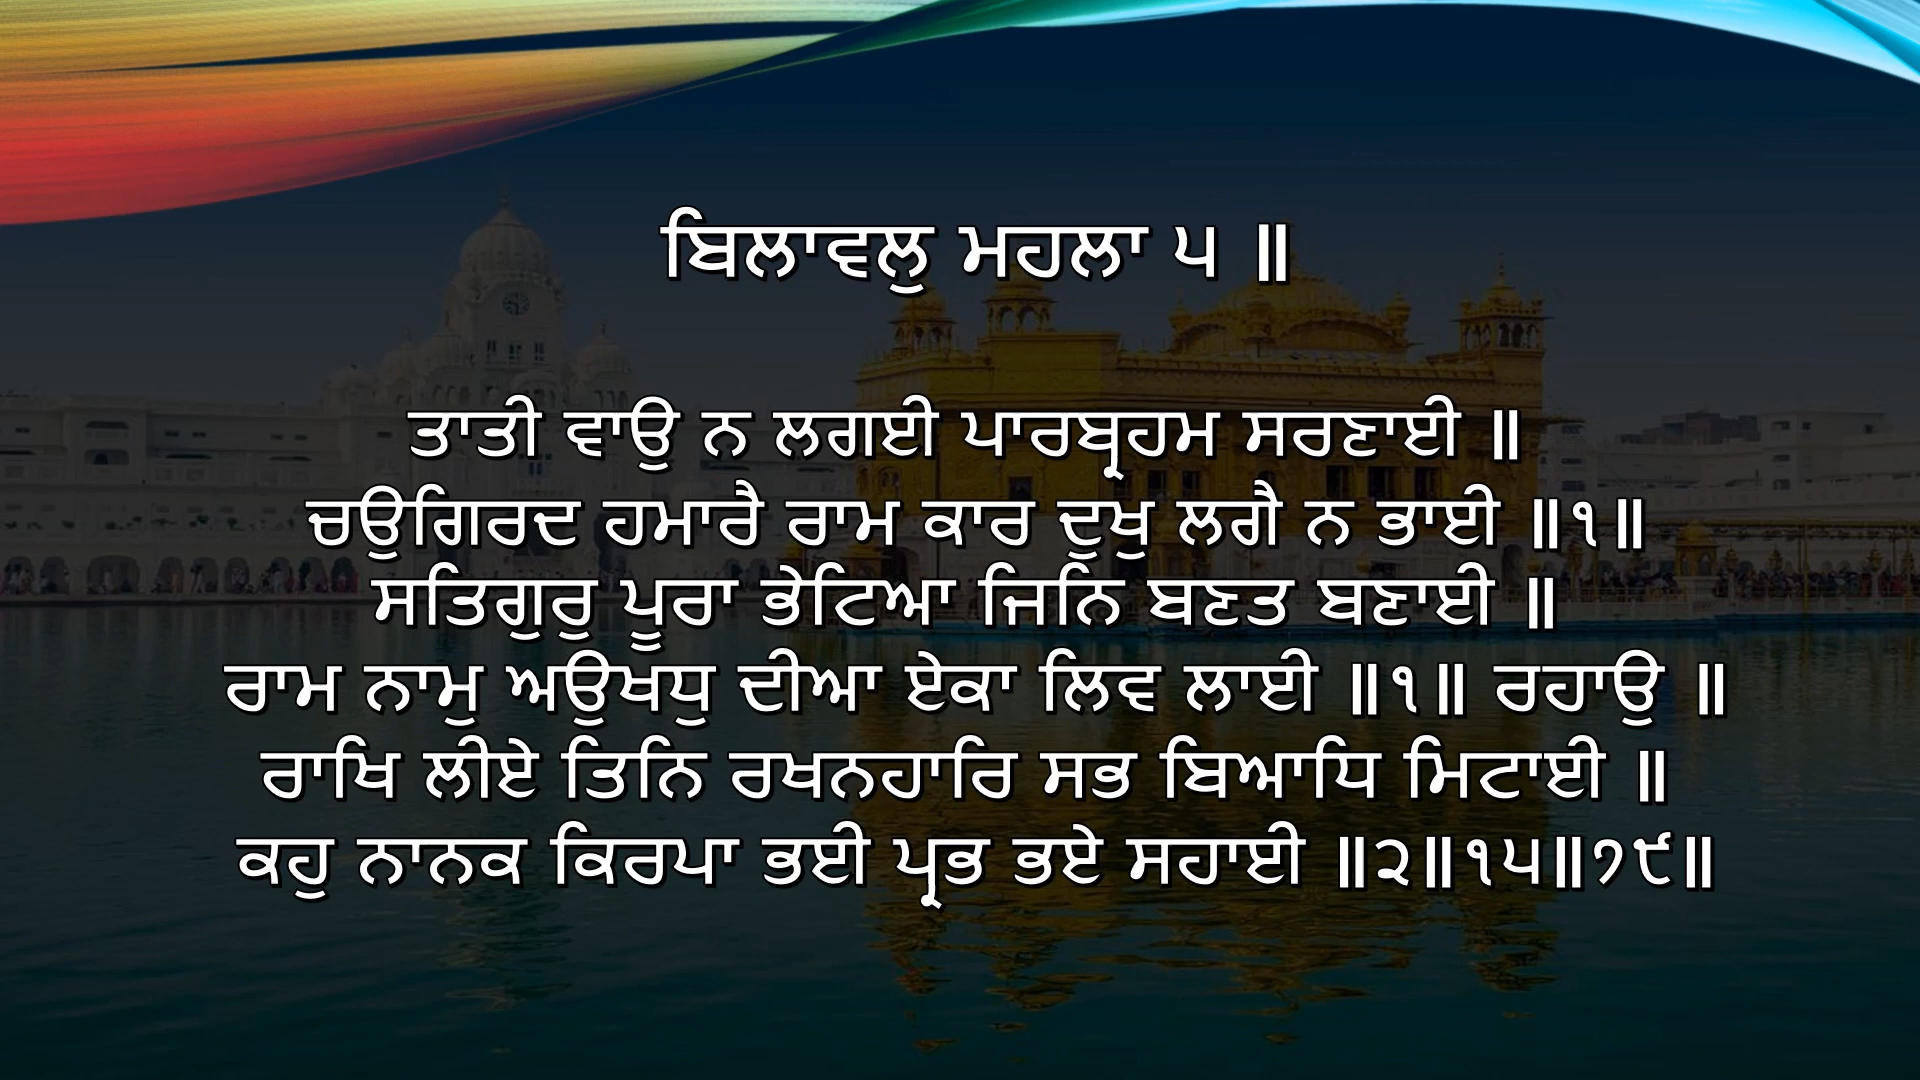 ਬਿਲਾਵਲੁ ਮਹਲਾ ੫ ॥
ਤਾਤੀ ਵਾਉ ਨ ਲਗਈ ਪਾਰਬ੍ਰਹਮ ਸਰਣਾਈ ॥
ਚਉਗਿਰਦ ਹਮਾਰੈ ਰਾਮ ਕਾਰ ਦੁਖੁ ਲਗੈ ਨ ਭਾਈ ॥੧॥
ਸਤਿਗੁਰੁ ਪੂਰਾ ਭੇਟਿਆ ਜਿਨਿ ਬਣਤ ਬਣਾਈ ॥
ਰਾਮ ਨਾਮੁ ਅਉਖਧੁ ਦੀਆ ਏਕਾ ਲਿਵ ਲਾਈ ॥੧॥ ਰਹਾਉ ॥
ਰਾਖਿ ਲੀਏ ਤਿਨਿ ਰਖਨਹਾਰਿ ਸਭ ਬਿਆਧਿ ਮਿਟਾਈ ॥
ਕਹੁ ਨਾਨਕ ਕਿਰਪਾ ਭਈ ਪ੍ਰਭ ਭਏ ਸਹਾਈ ॥੨॥੧੫॥੭੯॥